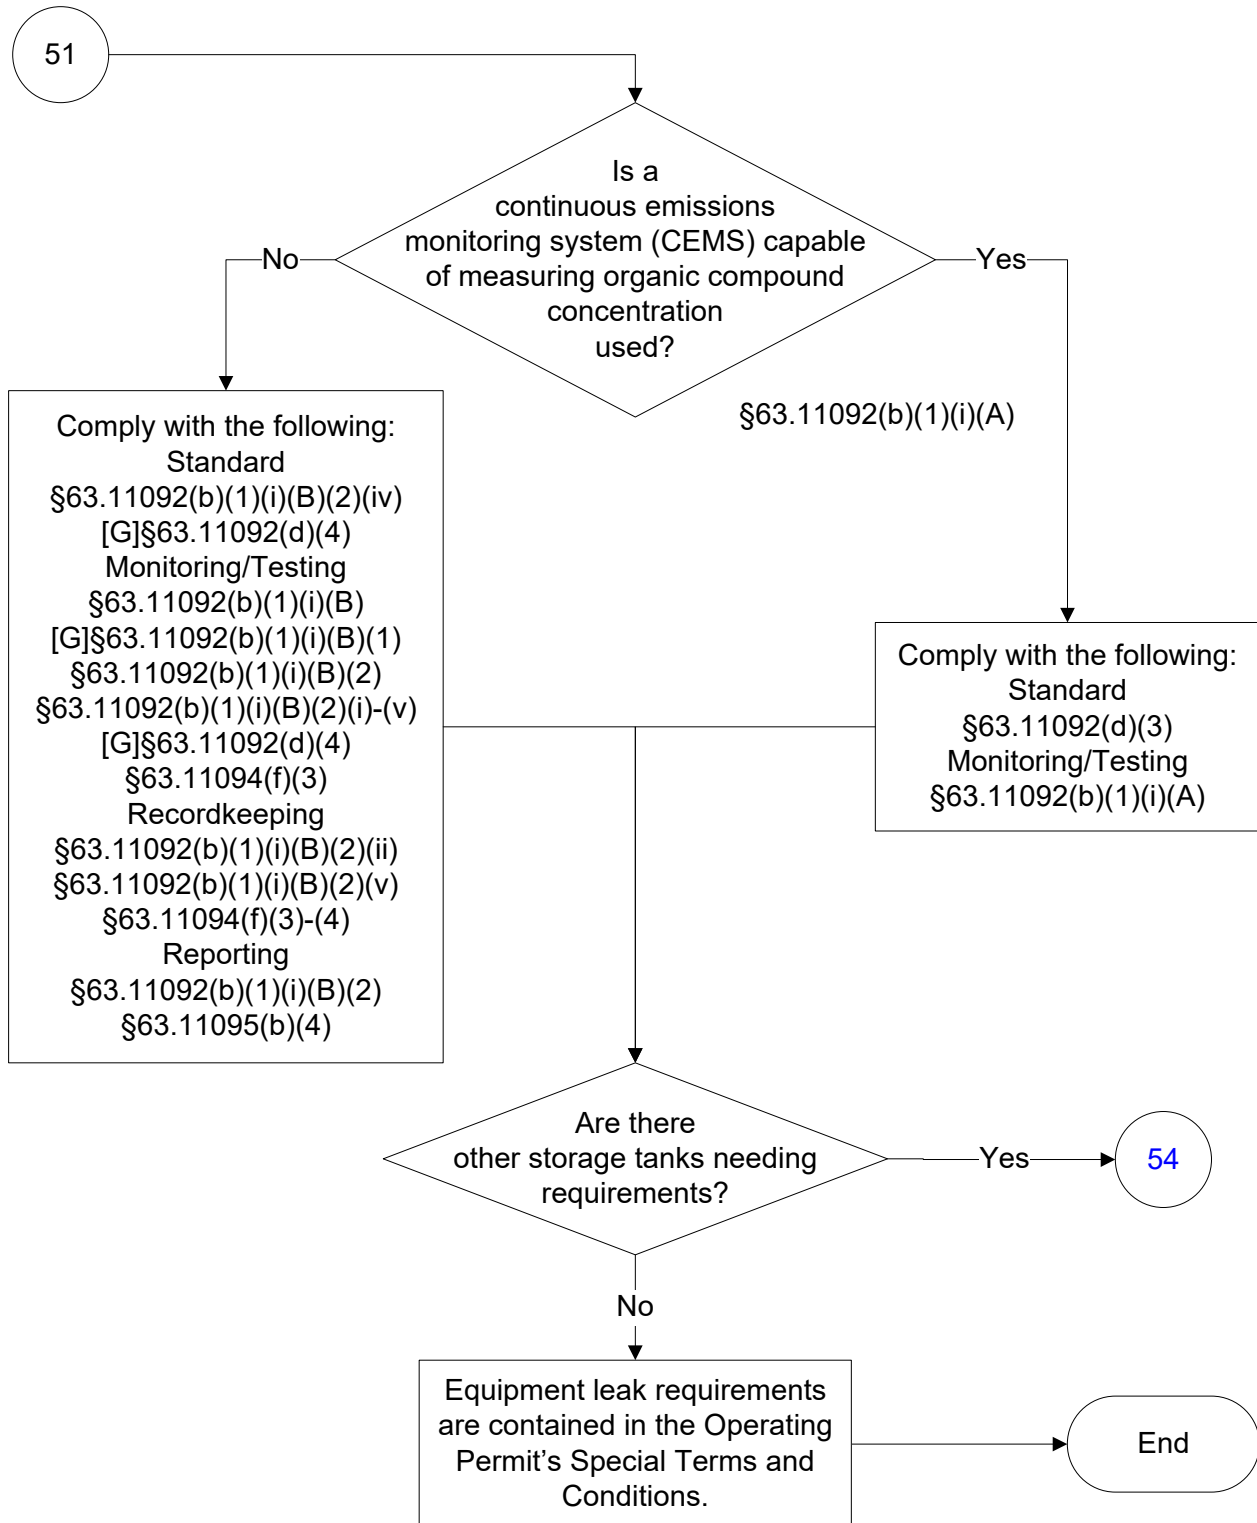 51
Is a
continuous emissions
monitoring system (CEMS) capable
of measuring organic compound
concentration
used?
No
Yes
§63.11092(b)(1)(i)(A)
Comply with the following:
Standard
§63.11092(b)(1)(i)(B)(2)(iv)
[G]§63.11092(d)(4)
Monitoring/Testing
§63.11092(b)(1)(i)(B)
[G]§63.11092(b)(1)(i)(B)(1)
§63.11092(b)(1)(i)(B)(2)
§63.11092(b)(1)(i)(B)(2)(i)-(v)
[G]§63.11092(d)(4)
§63.11094(f)(3)
Recordkeeping
§63.11092(b)(1)(i)(B)(2)(ii)
§63.11092(b)(1)(i)(B)(2)(v)
§63.11094(f)(3)-(4)
Reporting
§63.11092(b)(1)(i)(B)(2)
§63.11095(b)(4)
Comply with the following:
Standard
§63.11092(d)(3)
Monitoring/Testing
§63.11092(b)(1)(i)(A)
Are there
other storage tanks needing
requirements?
Yes
54
No
Equipment leak requirements
are contained in the Operating
Permit's Special Terms and
Conditions.
End